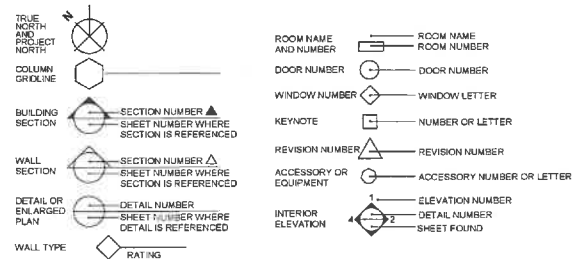 TRUE
NORTH
AND
PROJECT
NORTH
N
COLUMN
GRIDLINE
BUILDING
SECTION
SECTION NUMBER
SHEET NUMBER WHERE
SECTION IS REFERENCED
WALL
SECTION
SECTION NUMBER
SHEET NUMBER WHERE
SECTION IS REFERENCED
DETAIL OR
ENLARGED
PLAN
DETAIL NUMBER
SHEET NUMBER WHERE
DETAIL IS REFERENCED
WALL TYPE
RATING
ROOM NAME
AND NUMBER
ROOM NAME
ROOM NUMBER
DOOR NUMBER
DOOR NUMBER
WINDOW NUMBER
WINDOW LETTER
KEYNOTE
NUMBER OR LETTER
REVISION NUMBER
REVISION NUMBER
ACCESSORY OR
EQUIPMENT
ACCESSORY NUMBER OR LETTER
INTERIOR
ELEVATION
1
4
2
ELEVATION NUMBER
DETAIL NUMBER
SHEET FOUND